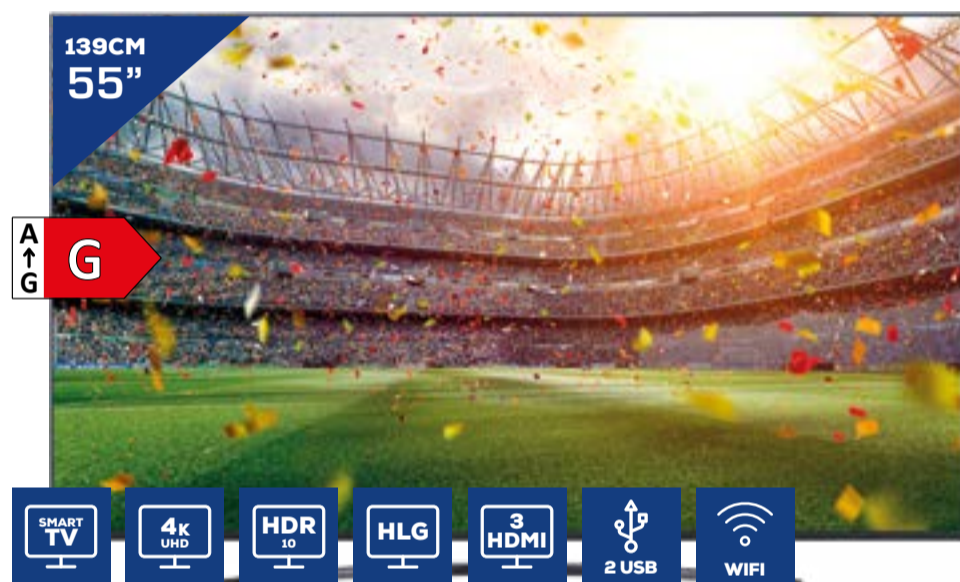 139CM
55”
A
G
G
SMART
TV
4K
UHD
HDR
10
HLG
3
HDMI
2 USB
WIFI